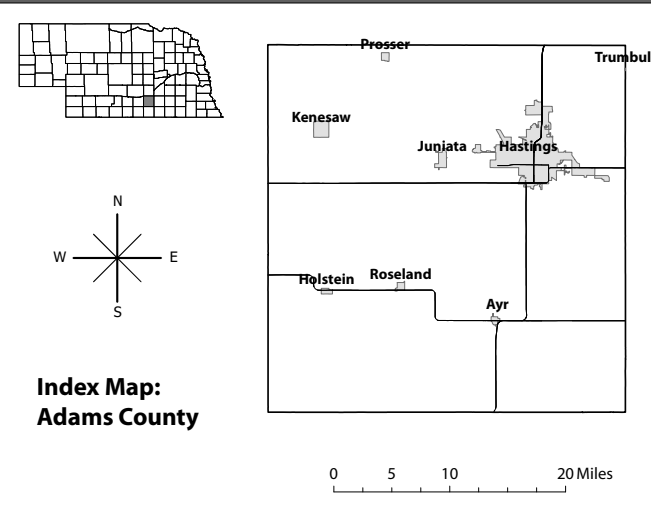 Prosser
Trumbul
Kenesaw
Juniata
Hastings
N
W
E
S
Holstein
Roseland
Ayr
Index Map:
Adams County
0 5 10 20 Miles